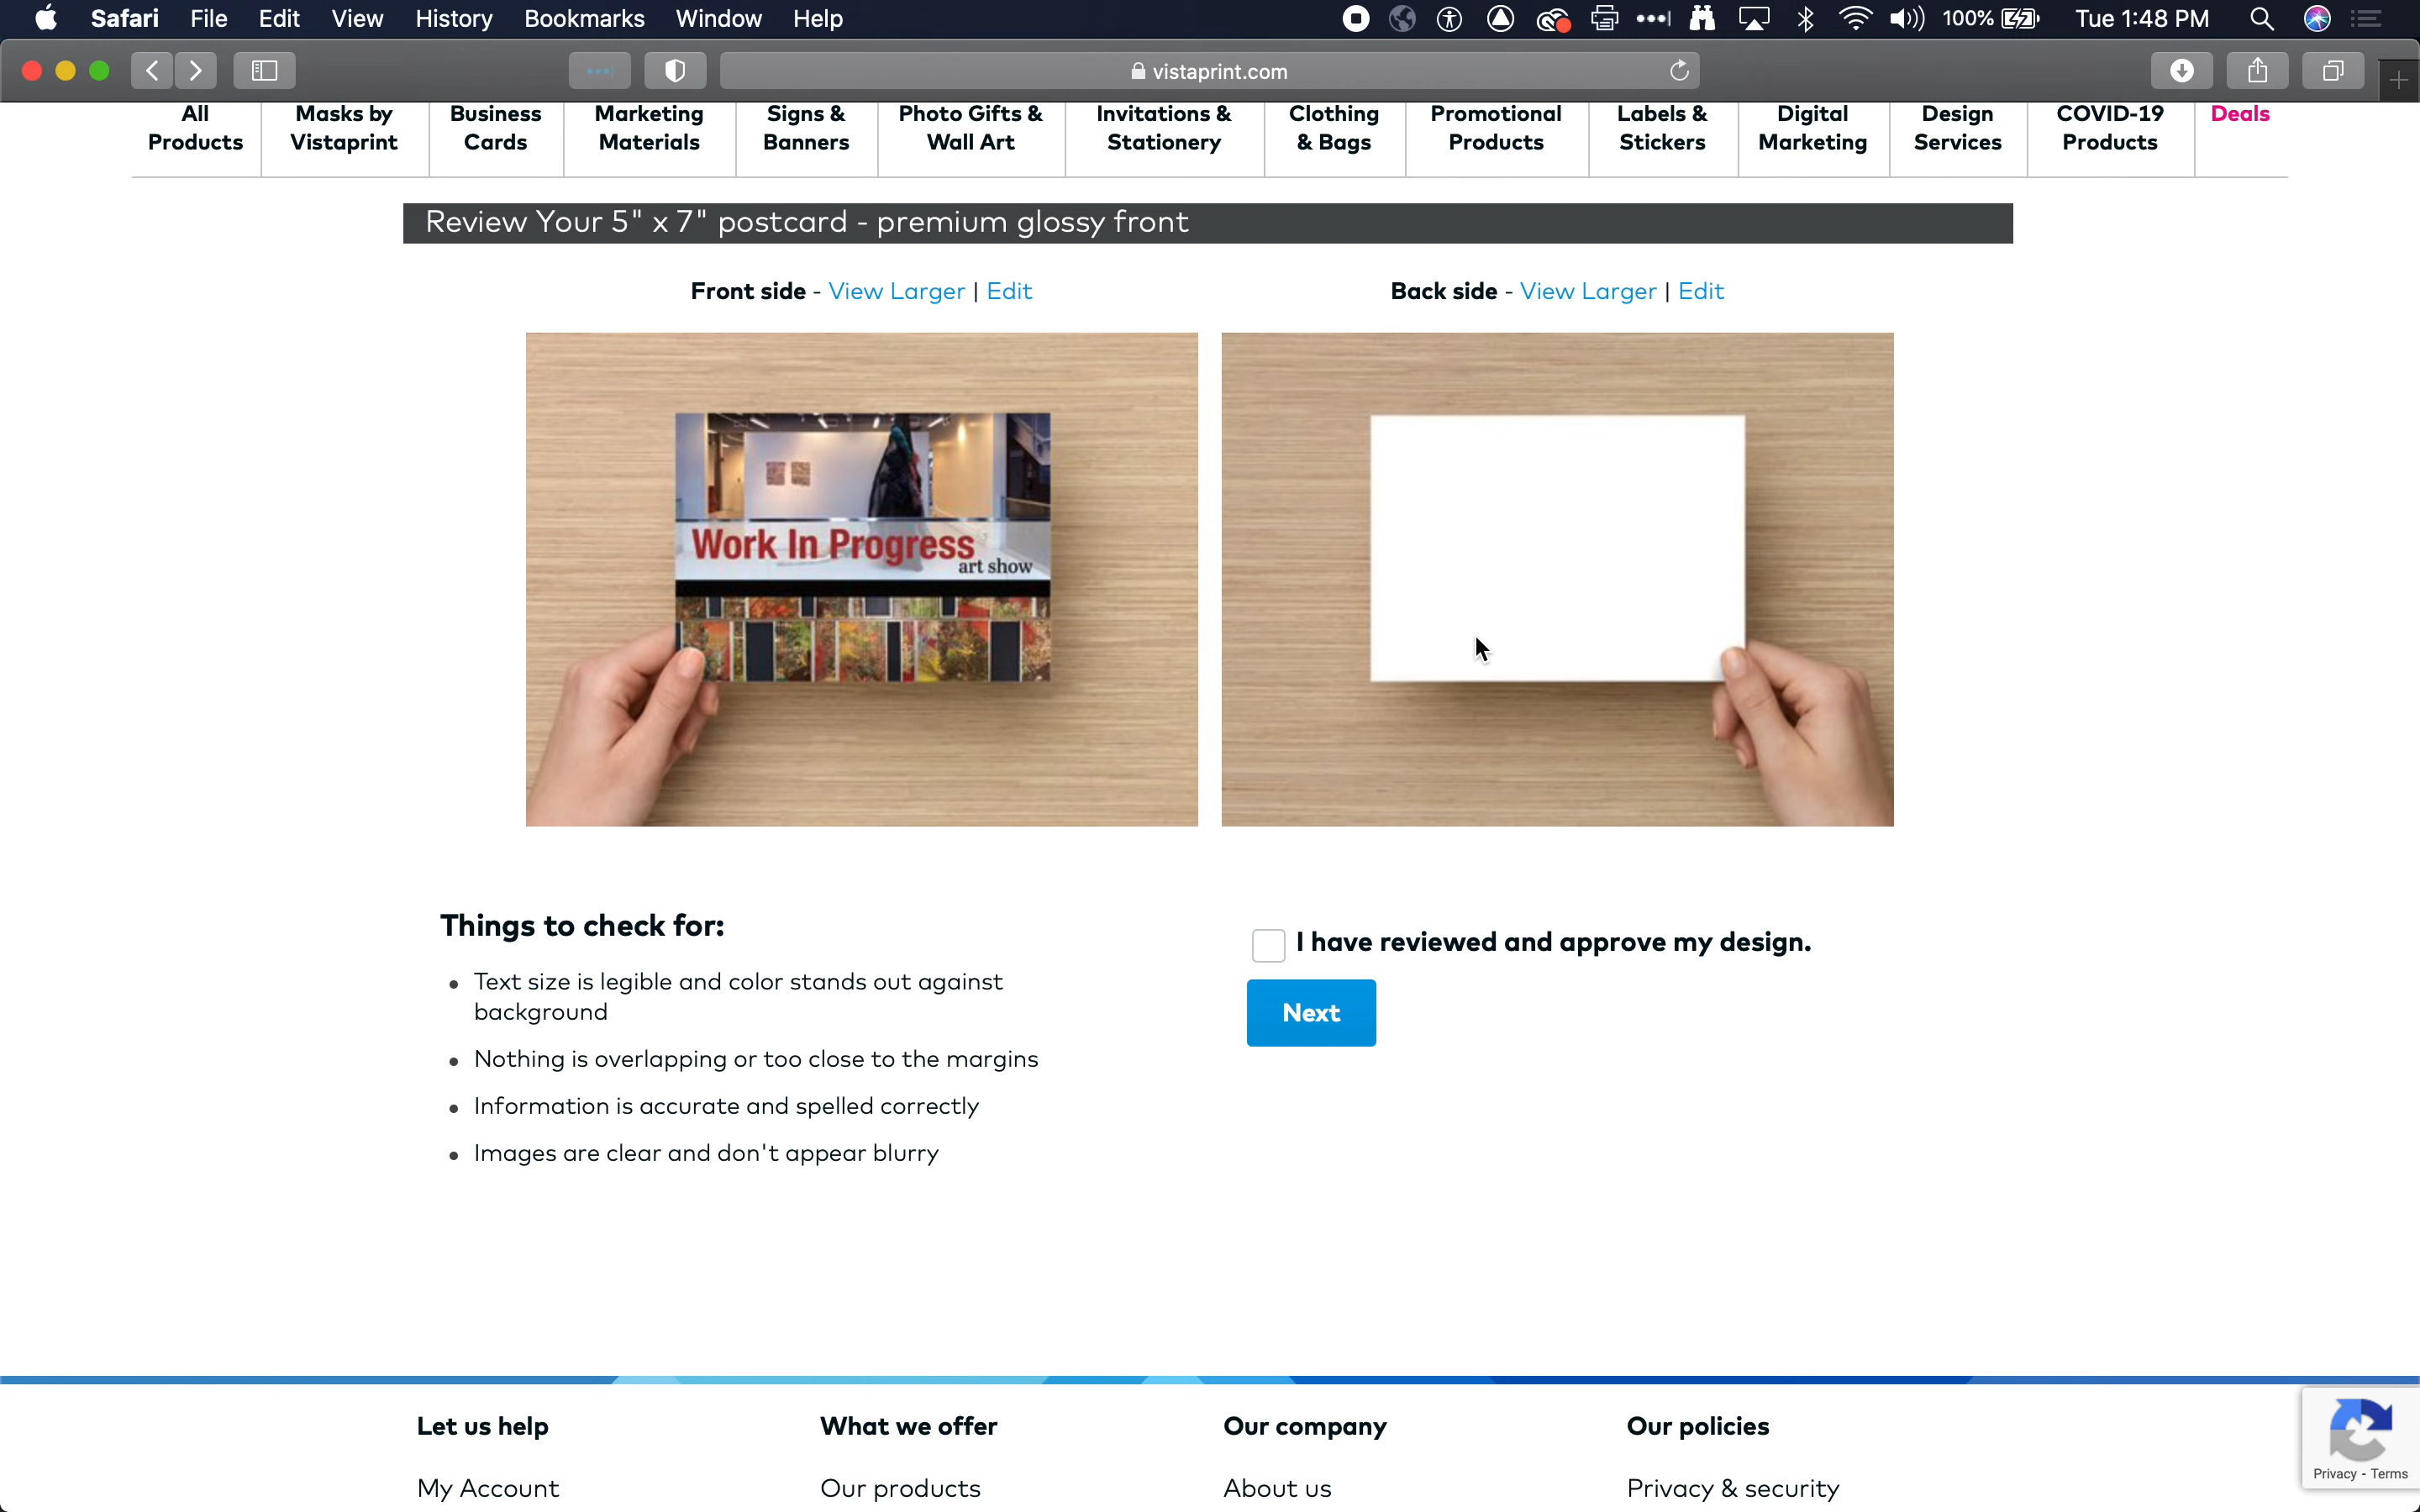 Safari File Edit View History Bookmarks Window Help 100% Tue 1:48 PM
vistaprint.com
All Products
Masks by Vistaprint
Business Cards
Marketing Materials
Signs & Banners
Photo Gifts & Wall Art
Invitations & Stationery
Clothing & Bags
Promotional Products
Labels & Stickers
Digital Marketing
Design Services
COVID-19 Products
Deals
Review Your 5" x 7" postcard - premium glossy front
Front side - View Larger | Edit
Back side - View Larger | Edit
Work In Progress
art show
Things to check for:
• Text size is legible and color stands out against
background
• Nothing is overlapping or too close to the margins
• Information is accurate and spelled correctly
• Images are clear and don't appear blurry
I have reviewed and approve my design.
Next
Let us help
My Account
What we offer
Our products
Our company
About us
Our policies
Privacy & security
Privacy - Terms